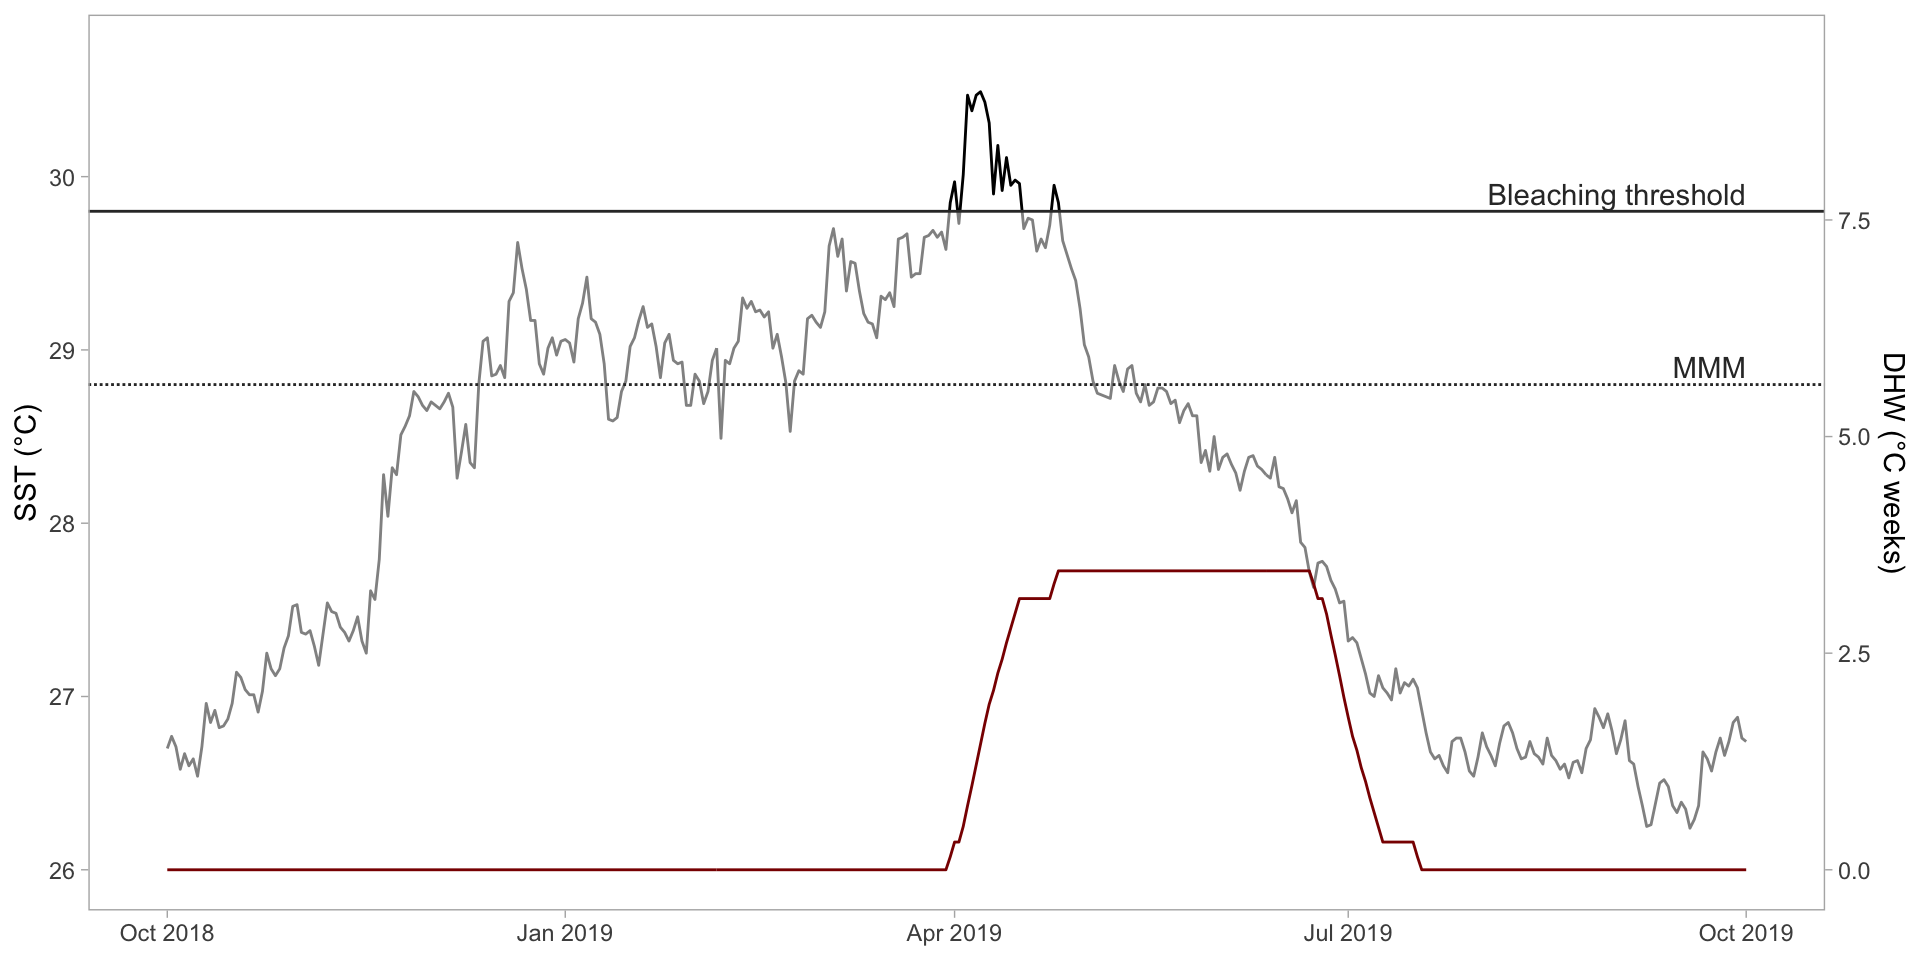 Bleaching threshold
MMM
SST (°C)
30
29
28
27
26
DHW (°C weeks)
7.5
5.0
2.5
0.0
Oct 2018
Jan 2019
Apr 2019
Jul 2019
Oct 2019